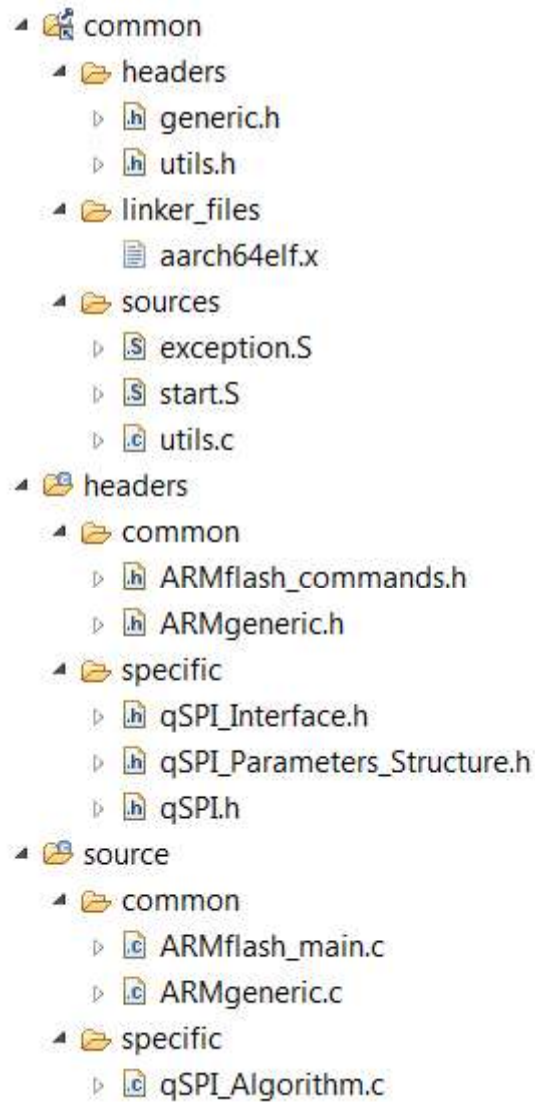 common
headers
generic.h
utils.h
linker_files
aarch64elf.x
sources
exception.S
start.S
utils.c
headers
common
ARMflash_commands.h
ARMgeneric.h
specific
qSPI_Interface.h
qSPI_Parameters_Structure.h
qSPI.h
source
common
ARMflash_main.c
ARMgeneric.c
specific
qSPI_Algorithm.c